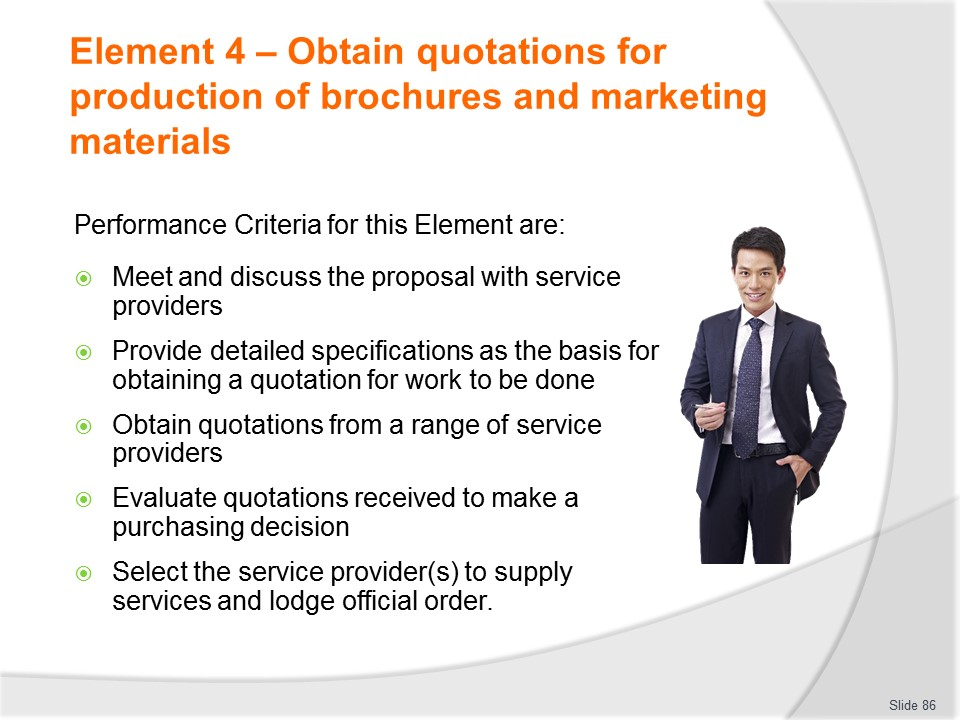 Element 4 – Obtain quotations for
production of brochures and marketing
materials
Performance Criteria for this Element are:
Meet and discuss the proposal with service
providers
Provide detailed specifications as the basis for
obtaining a quotation for work to be done
Obtain quotations from a range of service
providers
Evaluate quotations received to make a
purchasing decision
Select the service provider(s) to supply
services and lodge official order.
Slide 86